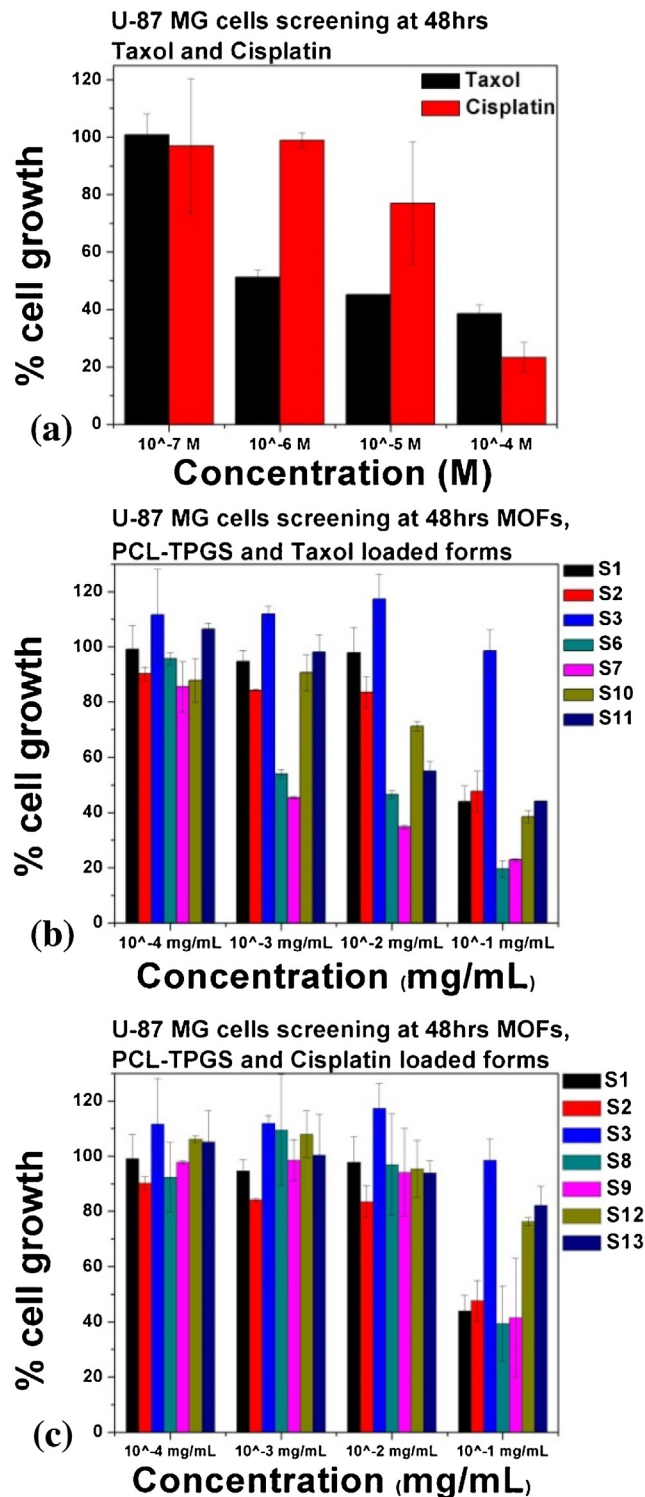 U-87 MG cells screening at 48hrs
Taxol and Cisplatin
Taxol
Cisplatin
120
100
80
60
40
20
0
% cell growth
(a)
10^-7 M 10^-6 M 10^-5 M 10^-4 M
Concentration (M)
U-87 MG cells screening at 48hrs MOFs,
PCL-TPGS and Taxol loaded forms
S1
S2
S3
S6
S7
S10
S11
120
100
80
60
40
20
0
% cell growth
(b)
10^-4 mg/mL 10^-3 mg/mL 10^-2 mg/mL 10^-1 mg/mL
Concentration (mg/mL)
U-87 MG cells screening at 48hrs MOFs,
PCL-TPGS and Cisplatin loaded forms
S1
S2
S3
S8
S9
S12
S13
120
100
80
60
40
20
0
% cell growth
(c)
10^-4 mg/mL 10^-3 mg/mL 10^-2 mg/mL 10^-1 mg/mL
Concentration (mg/mL)